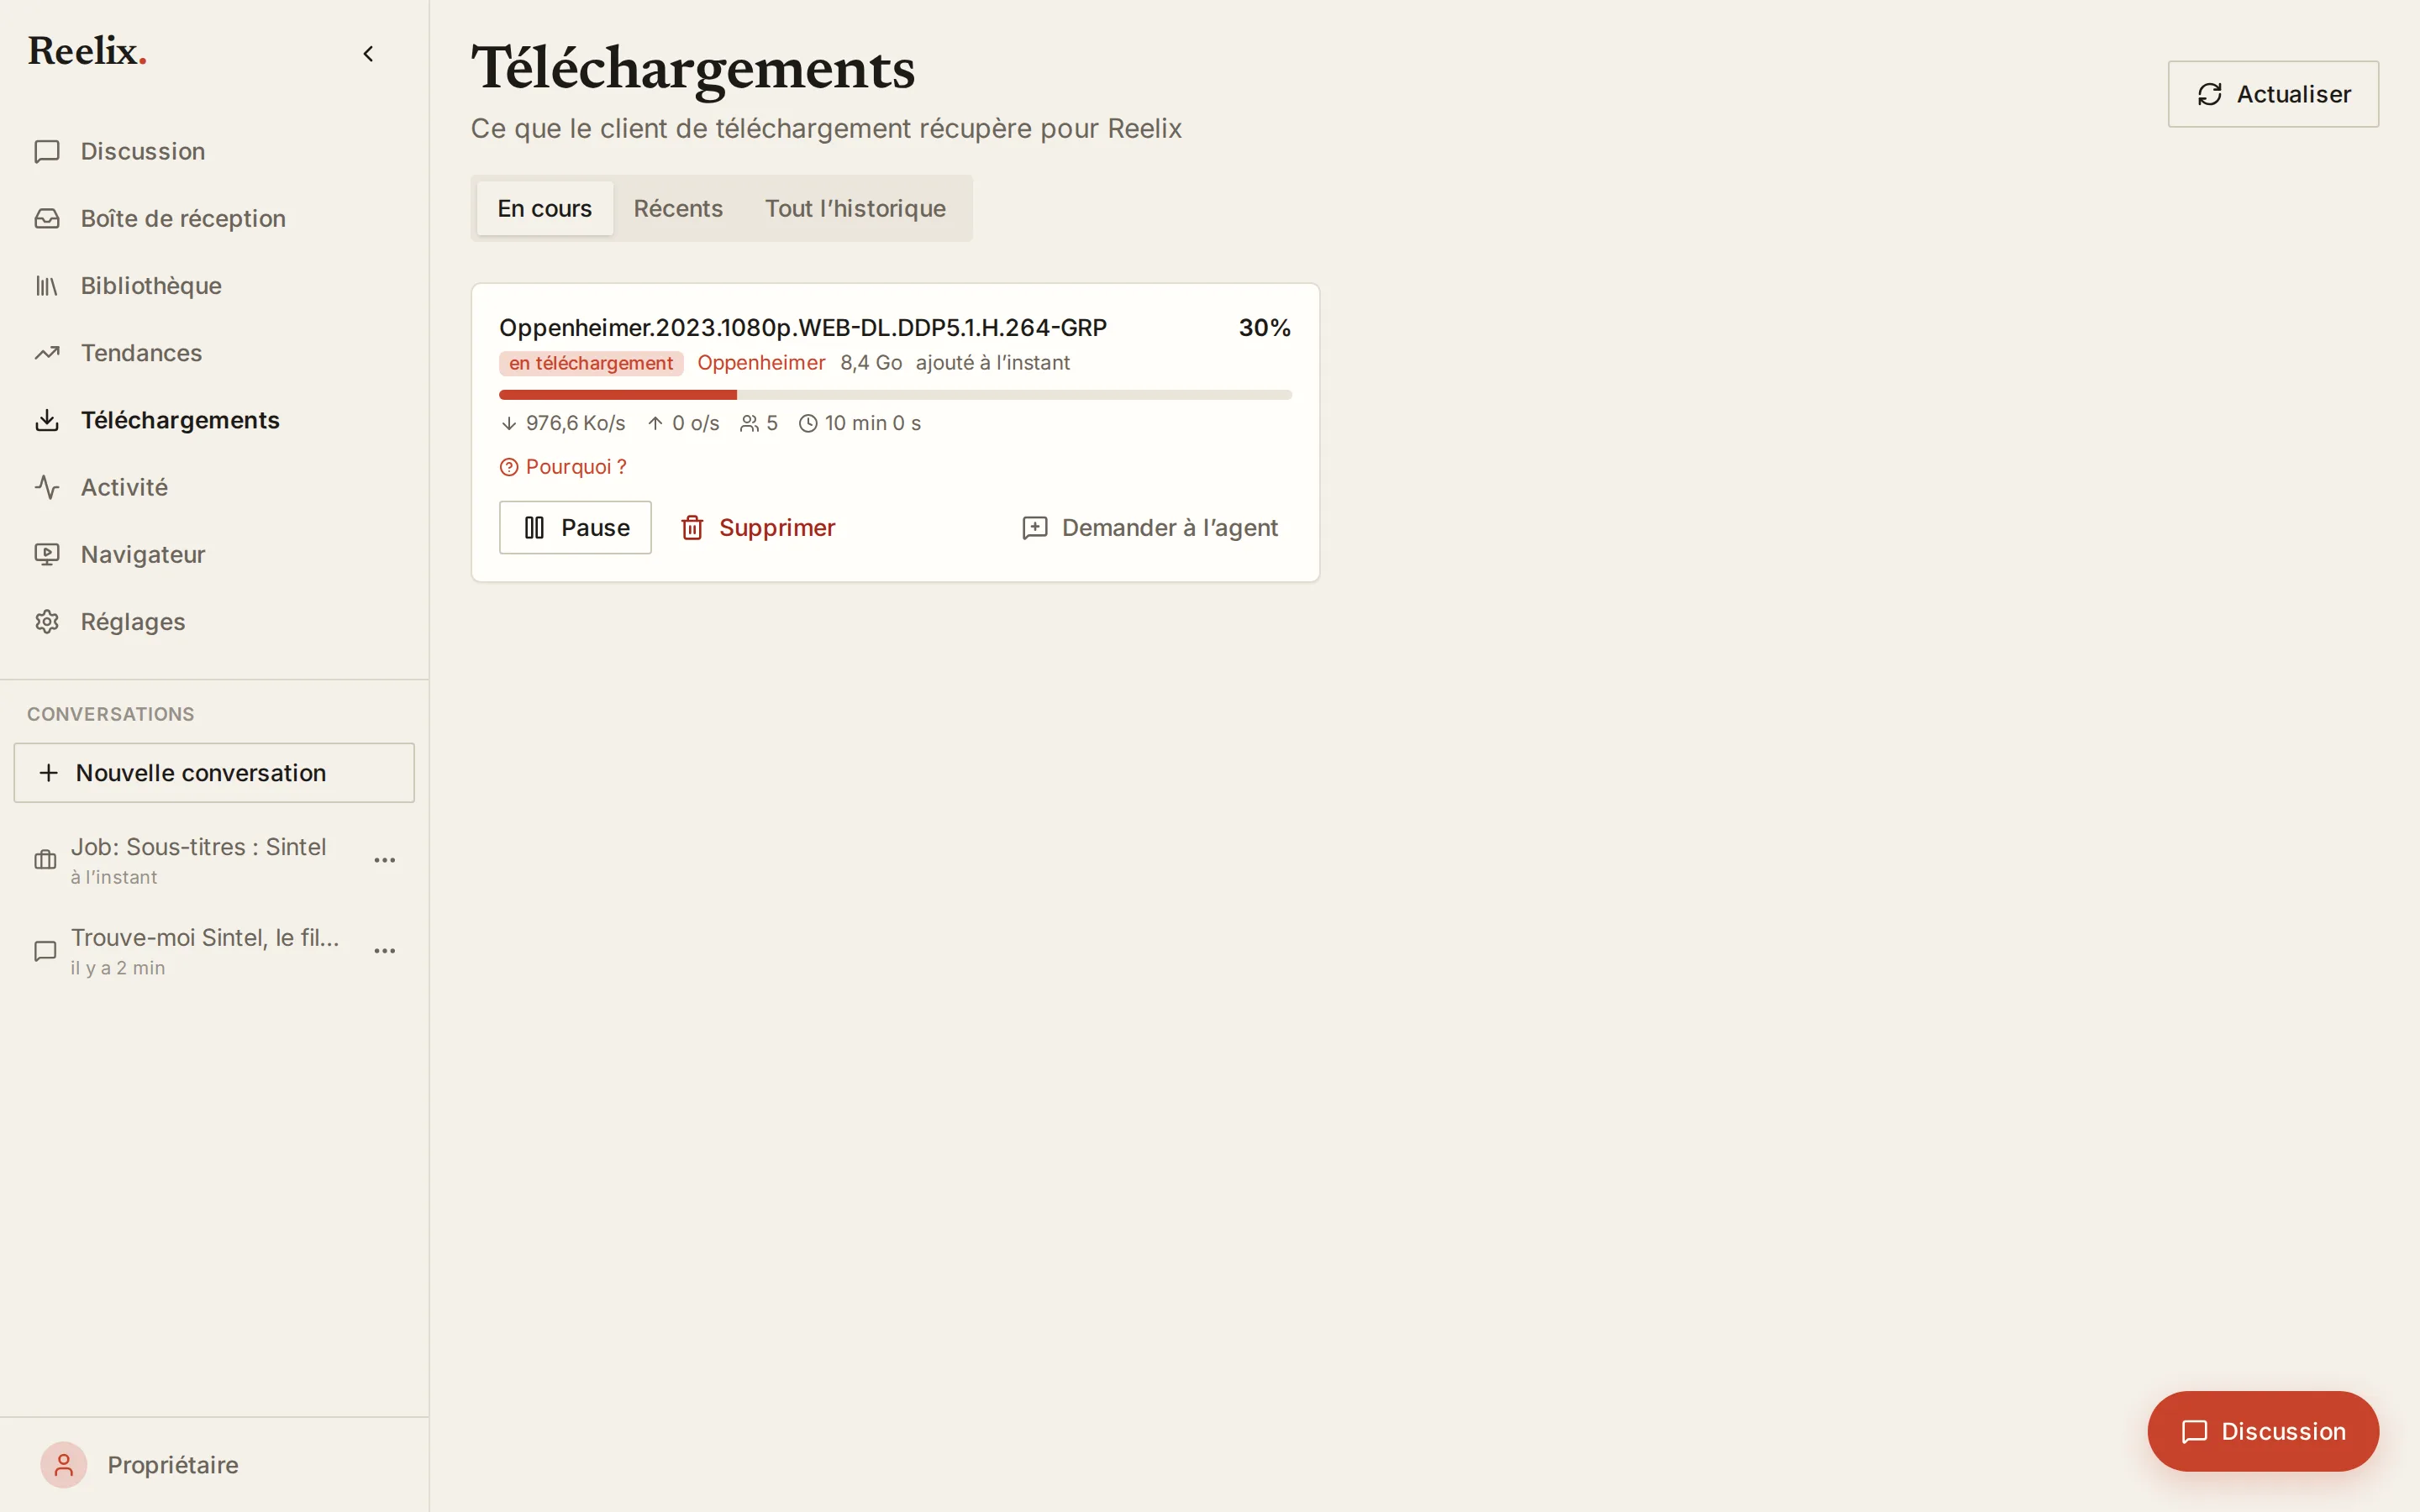 Reelix.
Discussion
Boîte de réception
Bibliothèque
Tendances
Téléchargements
Activité
Navigateur
Réglages
CONVERSATIONS
Nouvelle conversation
Job: Sous-titres : Sintel
à l’instant
Trouve-moi Sintel, le fil...
il y a 2 min
Propriétaire
Téléchargements
Ce que le client de téléchargement récupère pour Reelix
Actualiser
En cours Récents Tout l’historique
Oppenheimer.2023.1080p.WEB-DL.DDP5.1.H.264-GRP 30%
en téléchargement Oppenheimer 8,4 Go ajouté à l’instant
976,6 Ko/s 0 o/s 5 10 min 0 s
Pourquoi ?
Pause Supprimer Demander à l’agent
Discussion